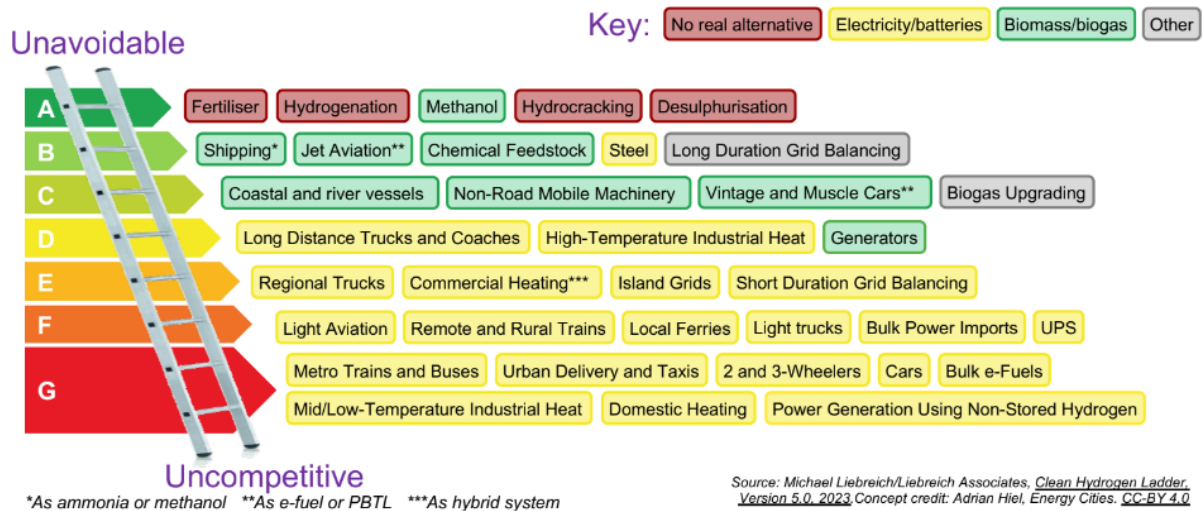 Key: No real alternative Electricity/batteries Biomass/biogas Other
Unavoidable
A Fertiliser Hydrogenation Methanol Hydrocracking Desulphurisation
B Shipping* Jet Aviation** Chemical Feedstock Steel Long Duration Grid Balancing
C Coastal and river vessels Non-Road Mobile Machinery Vintage and Muscle Cars** Biogas Upgrading
D Long Distance Trucks and Coaches High-Temperature Industrial Heat Generators
E Regional Trucks Commercial Heating*** Island Grids Short Duration Grid Balancing
F Light Aviation Remote and Rural Trains Local Ferries Light trucks Bulk Power Imports UPS
G Metro Trains and Buses Urban Delivery and Taxis 2 and 3-Wheelers Cars Bulk e-Fuels
Mid/Low-Temperature Industrial Heat Domestic Heating Power Generation Using Non-Stored Hydrogen
Uncompetitive
*As ammonia or methanol **As e-fuel or PBTL ***As hybrid system
Source: Michael Liebreich/Liebreich Associates, Clean Hydrogen Ladder,
Version 5.0, 2023.Concept credit: Adrian Hiel, Energy Cities. CC-BY 4.0